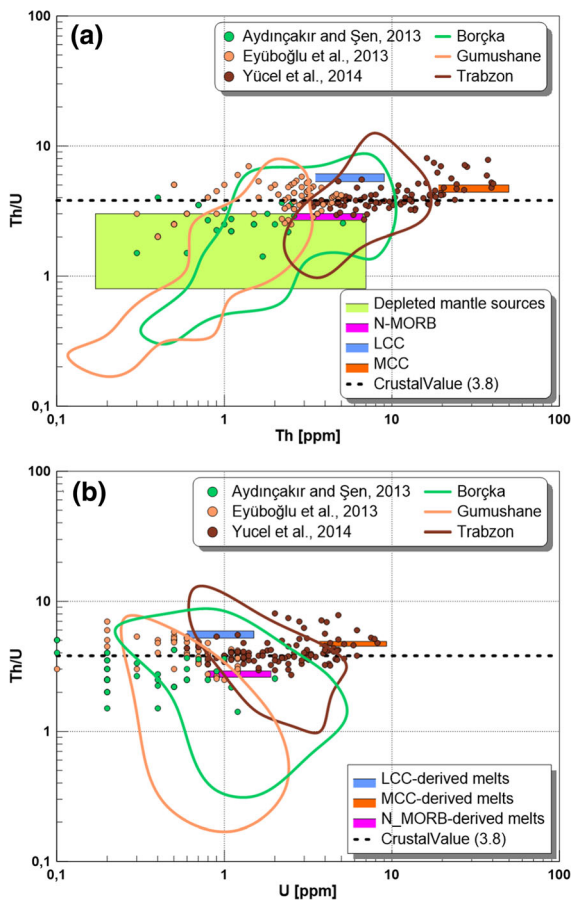 (a)
Aydınçakır and Şen, 2013
Eyüboğlu et al., 2013
Yücel et al., 2014
Borçka
Gumushane
Trabzon
100
10
1
0,1
Th/U
Depleted mantle sources
N-MORB
LCC
MCC
CrustalValue (3.8)
0,1
1
10
100
Th [ppm]
(b)
Aydınçakır and Şen, 2013
Eyüboğlu et al., 2013
Yucel et al., 2014
Borçka
Gumushane
Trabzon
100
10
1
0,1
Th/U
LCC-derived melts
MCC-derived melts
N_MORB-derived melts
CrustalValue (3.8)
0,1
1
10
100
U [ppm]